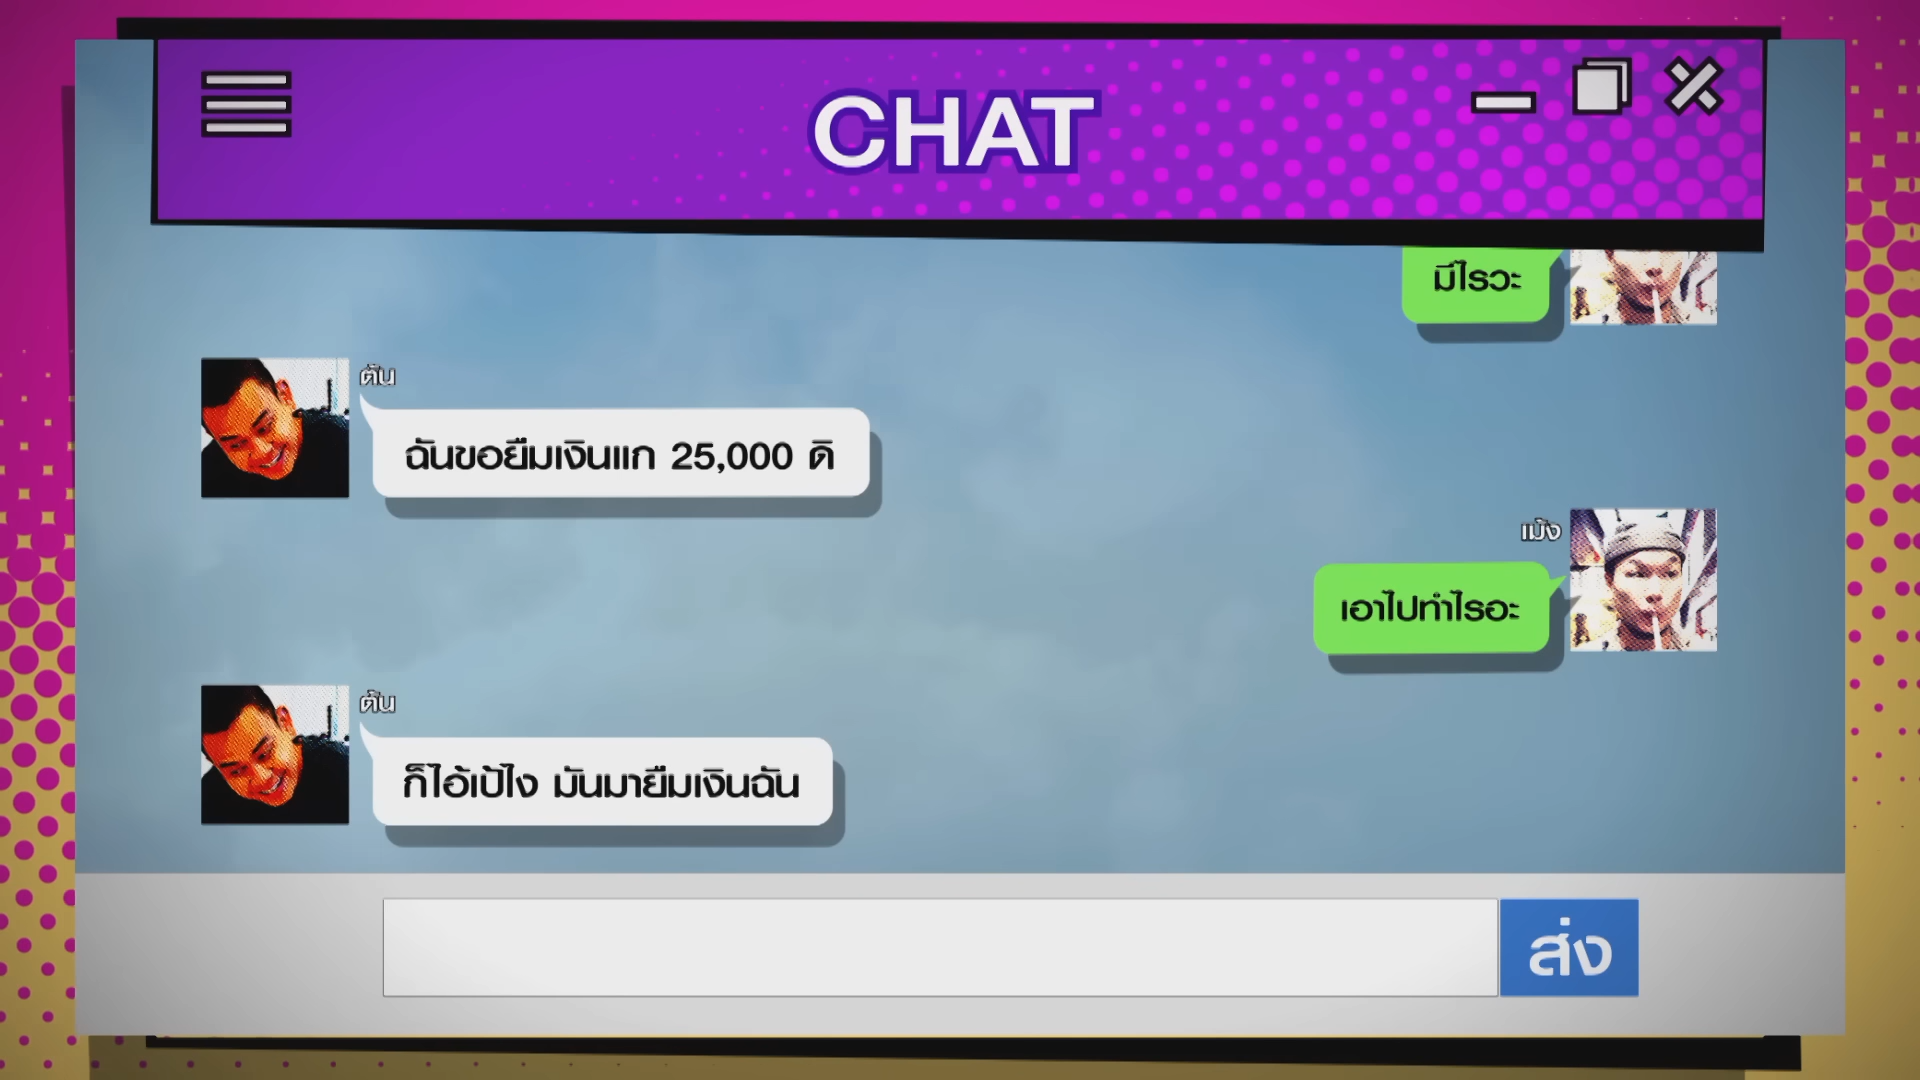 CHAT
มีไรวะ
ต้น
ฉันขอยืมเงินแก 25,000 ดิ
เม้ง
เอาไปทำไรอะ
ต้น
ก็ไอ้เป้ไง มันมายืมเงินฉัน
ส่ง